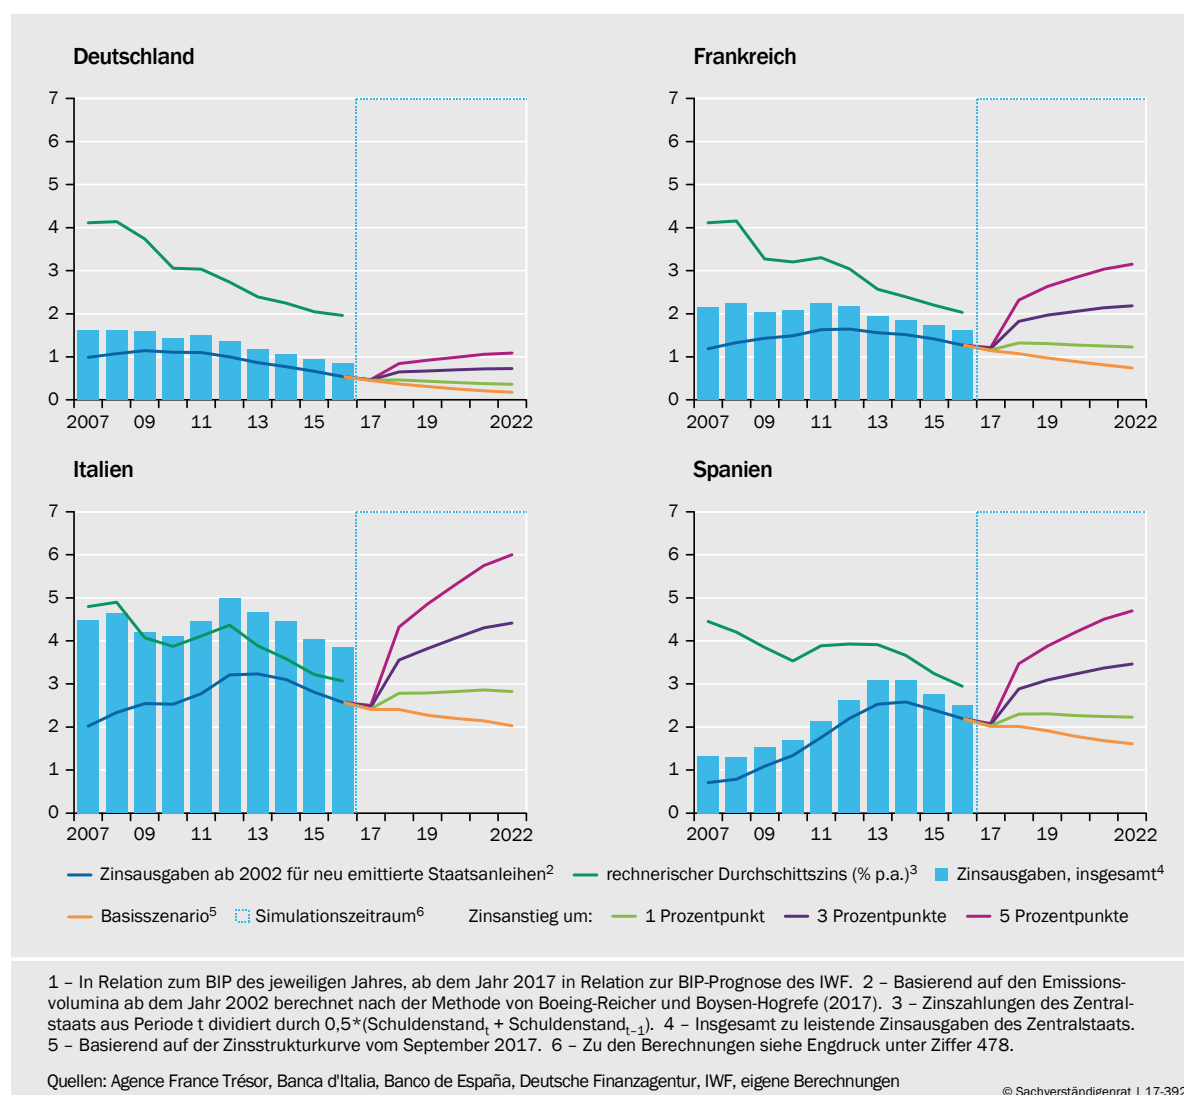 Deutschland
7
6
5
4
3
2
1
0
2007 09 11 13 15 17 19 2022
Frankreich
7
6
5
4
3
2
1
0
2007 09 11 13 15 17 19 2022
Italien
7
6
5
4
3
2
1
0
2007 09 11 13 15 17 19 2022
Spanien
7
6
5
4
3
2
1
0
2007 09 11 13 15 17 19 2022
Zinsausgaben ab 2002 für neu emittierte Staatsanleihen² rechnerischer Durchschittszins (% p.a.)³ Zinsausgaben, insgesamt⁴
Basisszenario⁵ Simulationszeitraum⁶ Zinsanstieg um: 1 Prozentpunkt 3 Prozentpunkte 5 Prozentpunkte
1 – In Relation zum BIP des jeweiligen Jahres, ab dem Jahr 2017 in Relation zur BIP-Prognose des IWF. 2 – Basierend auf den Emissions-
volumina ab dem Jahr 2002 berechnet nach der Methode von Boeing-Reicher und Boysen-Hogrefe (2017). 3 – Zinszahlungen des Zentral-
staats aus Periode t dividiert durch 0,5*(Schuldenstandₜ + Schuldenstandₜ₋₁). 4 – Insgesamt zu leistende Zinsausgaben des Zentralstaats.
5 – Basierend auf der Zinsstrukturkurve vom September 2017. 6 – Zu den Berechnungen siehe Engdruck unter Ziffer 478.
Quellen: Agence France Trésor, Banca d'Italia, Banco de España, Deutsche Finanzagentur, IWF, eigene Berechnungen
© Sachverständigenrat | 17-392